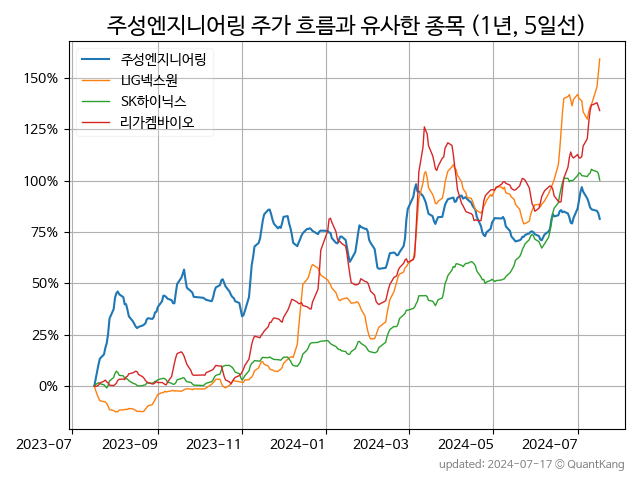 주성엔지니어링 주가 흐름과 유사한 종목 (1년, 5일선)
주성엔지니어링
LIG넥스원
SK하이닉스
리가켐바이오
150%
125%
100%
75%
50%
25%
0%
2023-07 2023-09 2023-11 2024-01 2024-03 2024-05 2024-07
updated: 2024-07-17 © QuantKang